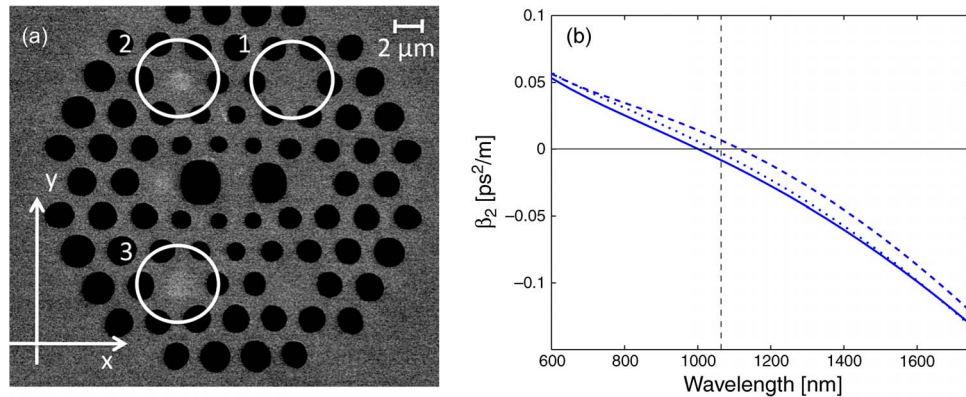 (a)
2
1
2 μm
3
y
x
(b)
β2 [ps²/m]
0.1
0.05
0
−0.05
−0.1
600 800 1000 1200 1400 1600
Wavelength [nm]